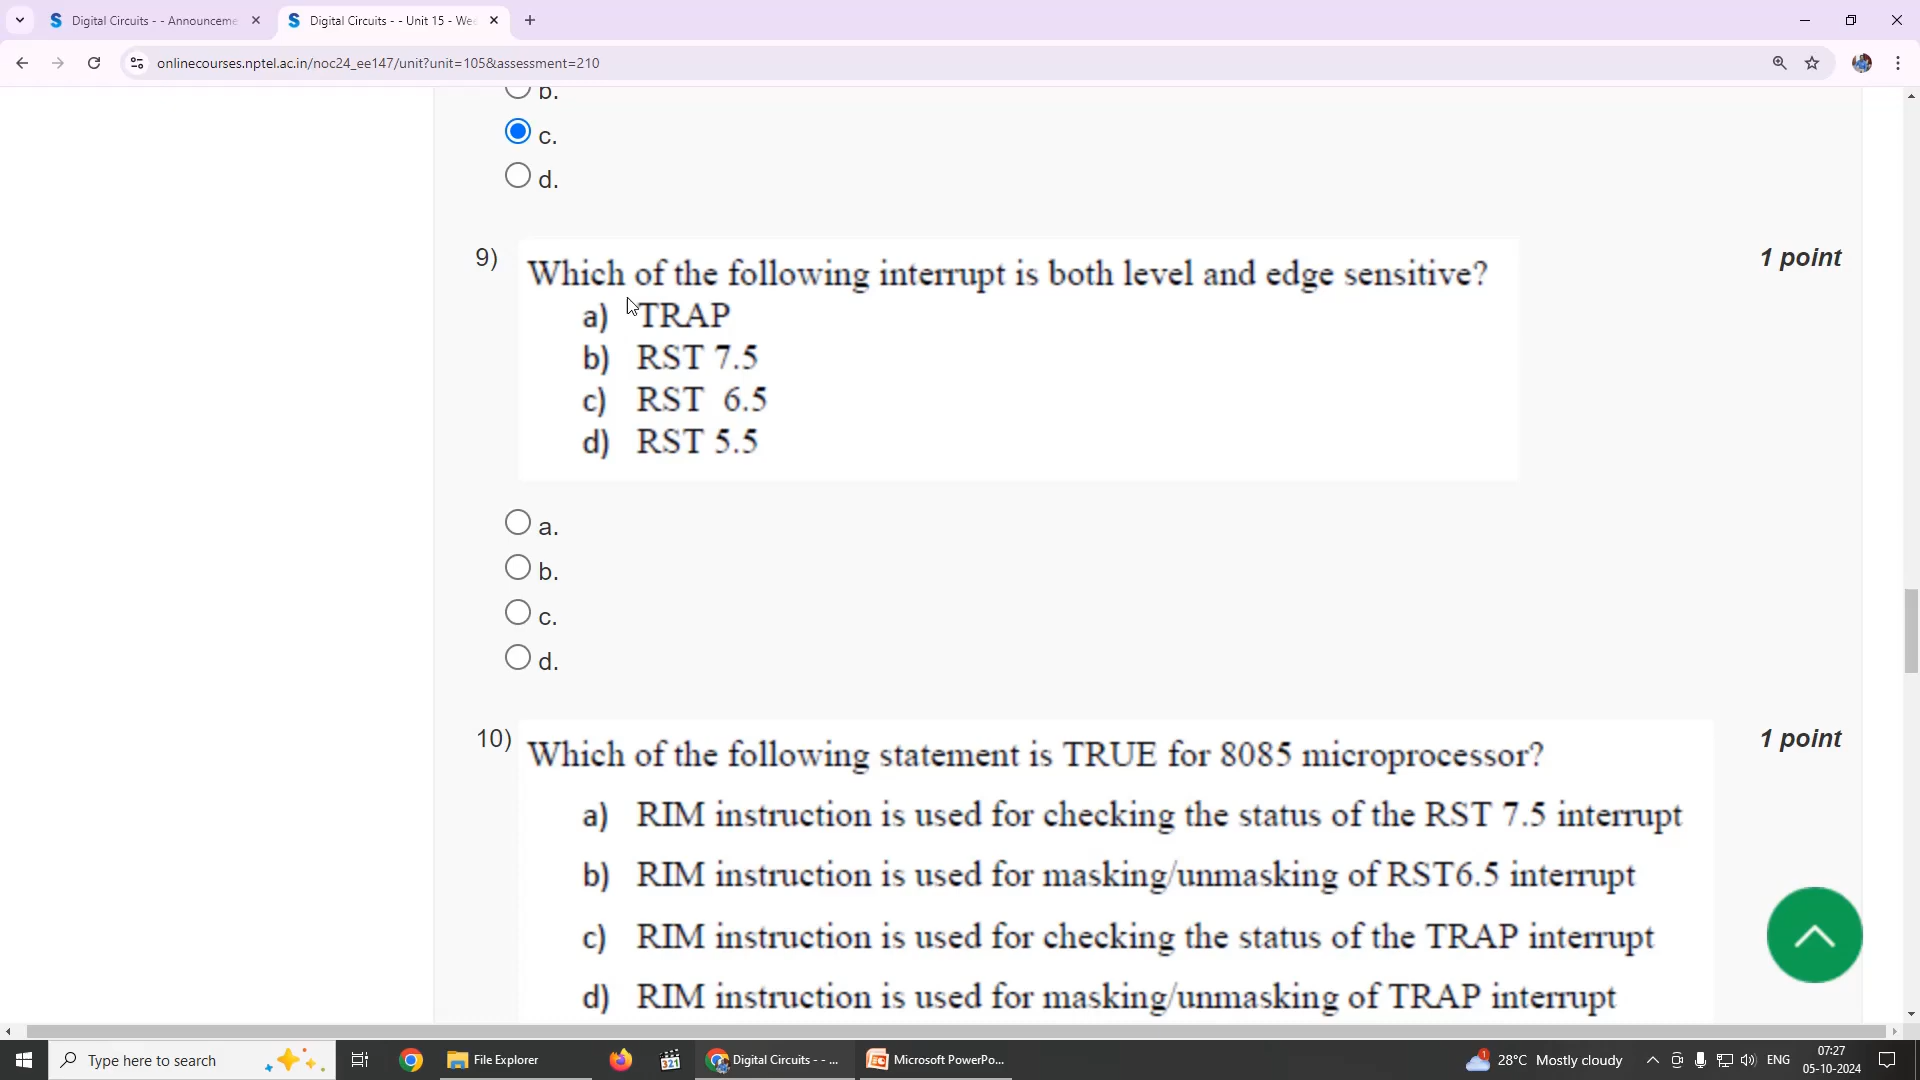 Digital Circuits - - Announceme
Digital Circuits - - Unit 15 - Wee
onlinecourses.nptel.ac.in/noc24_ee147/unit?unit=105&assessment=210
b.
c.
d.
9)
Which of the following interrupt is both level and edge sensitive?
1 point
a) TRAP
b) RST 7.5
c) RST 6.5
d) RST 5.5
a.
b.
c.
d.
10)
Which of the following statement is TRUE for 8085 microprocessor?
1 point
a) RIM instruction is used for checking the status of the RST 7.5 interrupt
b) RIM instruction is used for masking/unmasking of RST6.5 interrupt
c) RIM instruction is used for checking the status of the TRAP interrupt
d) RIM instruction is used for masking/unmasking of TRAP interrupt
Type here to search
File Explorer
321
Digital Circuits - - ...
Microsoft PowerPo...
1
28°C Mostly cloudy
ENG
07:27
05-10-2024